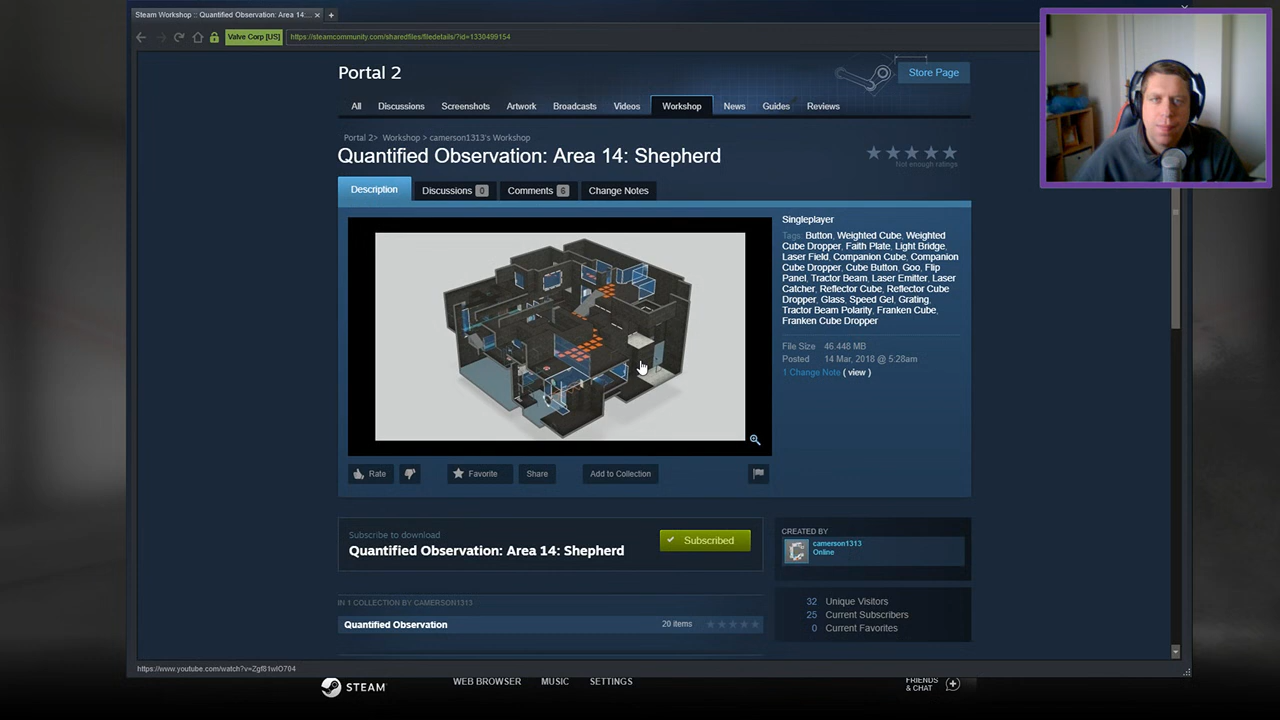 Steam Workshop :: Quantified Observation: Area 14:...
Valve Corp [US]
https://steamcommunity.com/sharedfiles/filedetails/?id=1330499154
Portal 2
Store Page
All
Discussions
Screenshots
Artwork
Broadcasts
Videos
Workshop
News
Guides
Reviews
Portal 2> Workshop > camerson1313's Workshop
Quantified Observation: Area 14: Shepherd
Not enough ratings
Description
Discussions 0
Comments 6
Change Notes
Singleplayer
Tags: Button, Weighted Cube, Weighted
Cube Dropper, Faith Plate, Light Bridge,
Laser Field, Companion Cube, Companion
Cube Dropper, Cube Button, Goo, Flip
Panel, Tractor Beam, Laser Emitter, Laser
Catcher, Reflector Cube, Reflector Cube
Dropper, Glass, Speed Gel, Grating,
Tractor Beam Polarity, Franken Cube,
Franken Cube Dropper
File Size 46.448 MB
Posted 14 Mar, 2018 @ 5:28am
1 Change Note ( view )
Rate
Favorite
Share
Add to Collection
Subscribe to download
Quantified Observation: Area 14: Shepherd
Subscribed
CREATED BY
camerson1313
Online
IN 1 COLLECTION BY CAMERSON1313
Quantified Observation
20 items
32 Unique Visitors
25 Current Subscribers
0 Current Favorites
https://www.youtube.com/watch?v=Zgf81wIO704
STEAM
WEB BROWSER
MUSIC
SETTINGS
FRIENDS
& CHAT